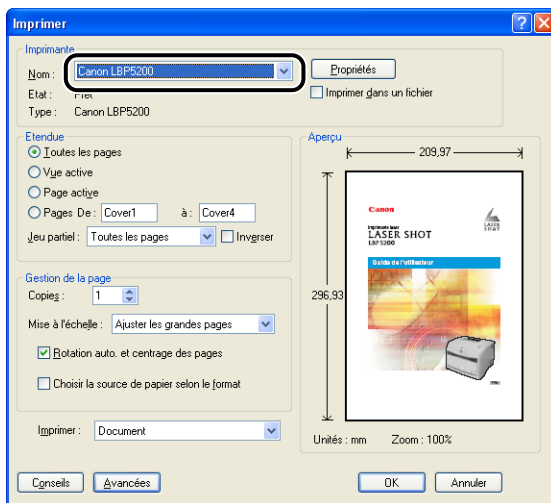 Imprimer
Imprimante
Nom : Canon LBP5200 Propriétés
Etat : Prêt Imprimer dans un fichier
Type : Canon LBP5200
Etendue
Toutes les pages
Vue active
Page active
Pages De : Cover1 à : Cover4
Jeu partiel : Toutes les pages Inverser
Gestion de la page
Copies : 1
Mise à l'échelle : Ajuster les grandes pages
Rotation auto. et centrage des pages
Choisir la source de papier selon le format
Imprimer : Document
Aperçu
209,97
296,93
Canon
Imprimante laser
LASER SHOT
LBP5200
Guide de l'utilisateur
LASER SHOT
Unités : mm Zoom : 100%
Conseils Avancées OK Annuler